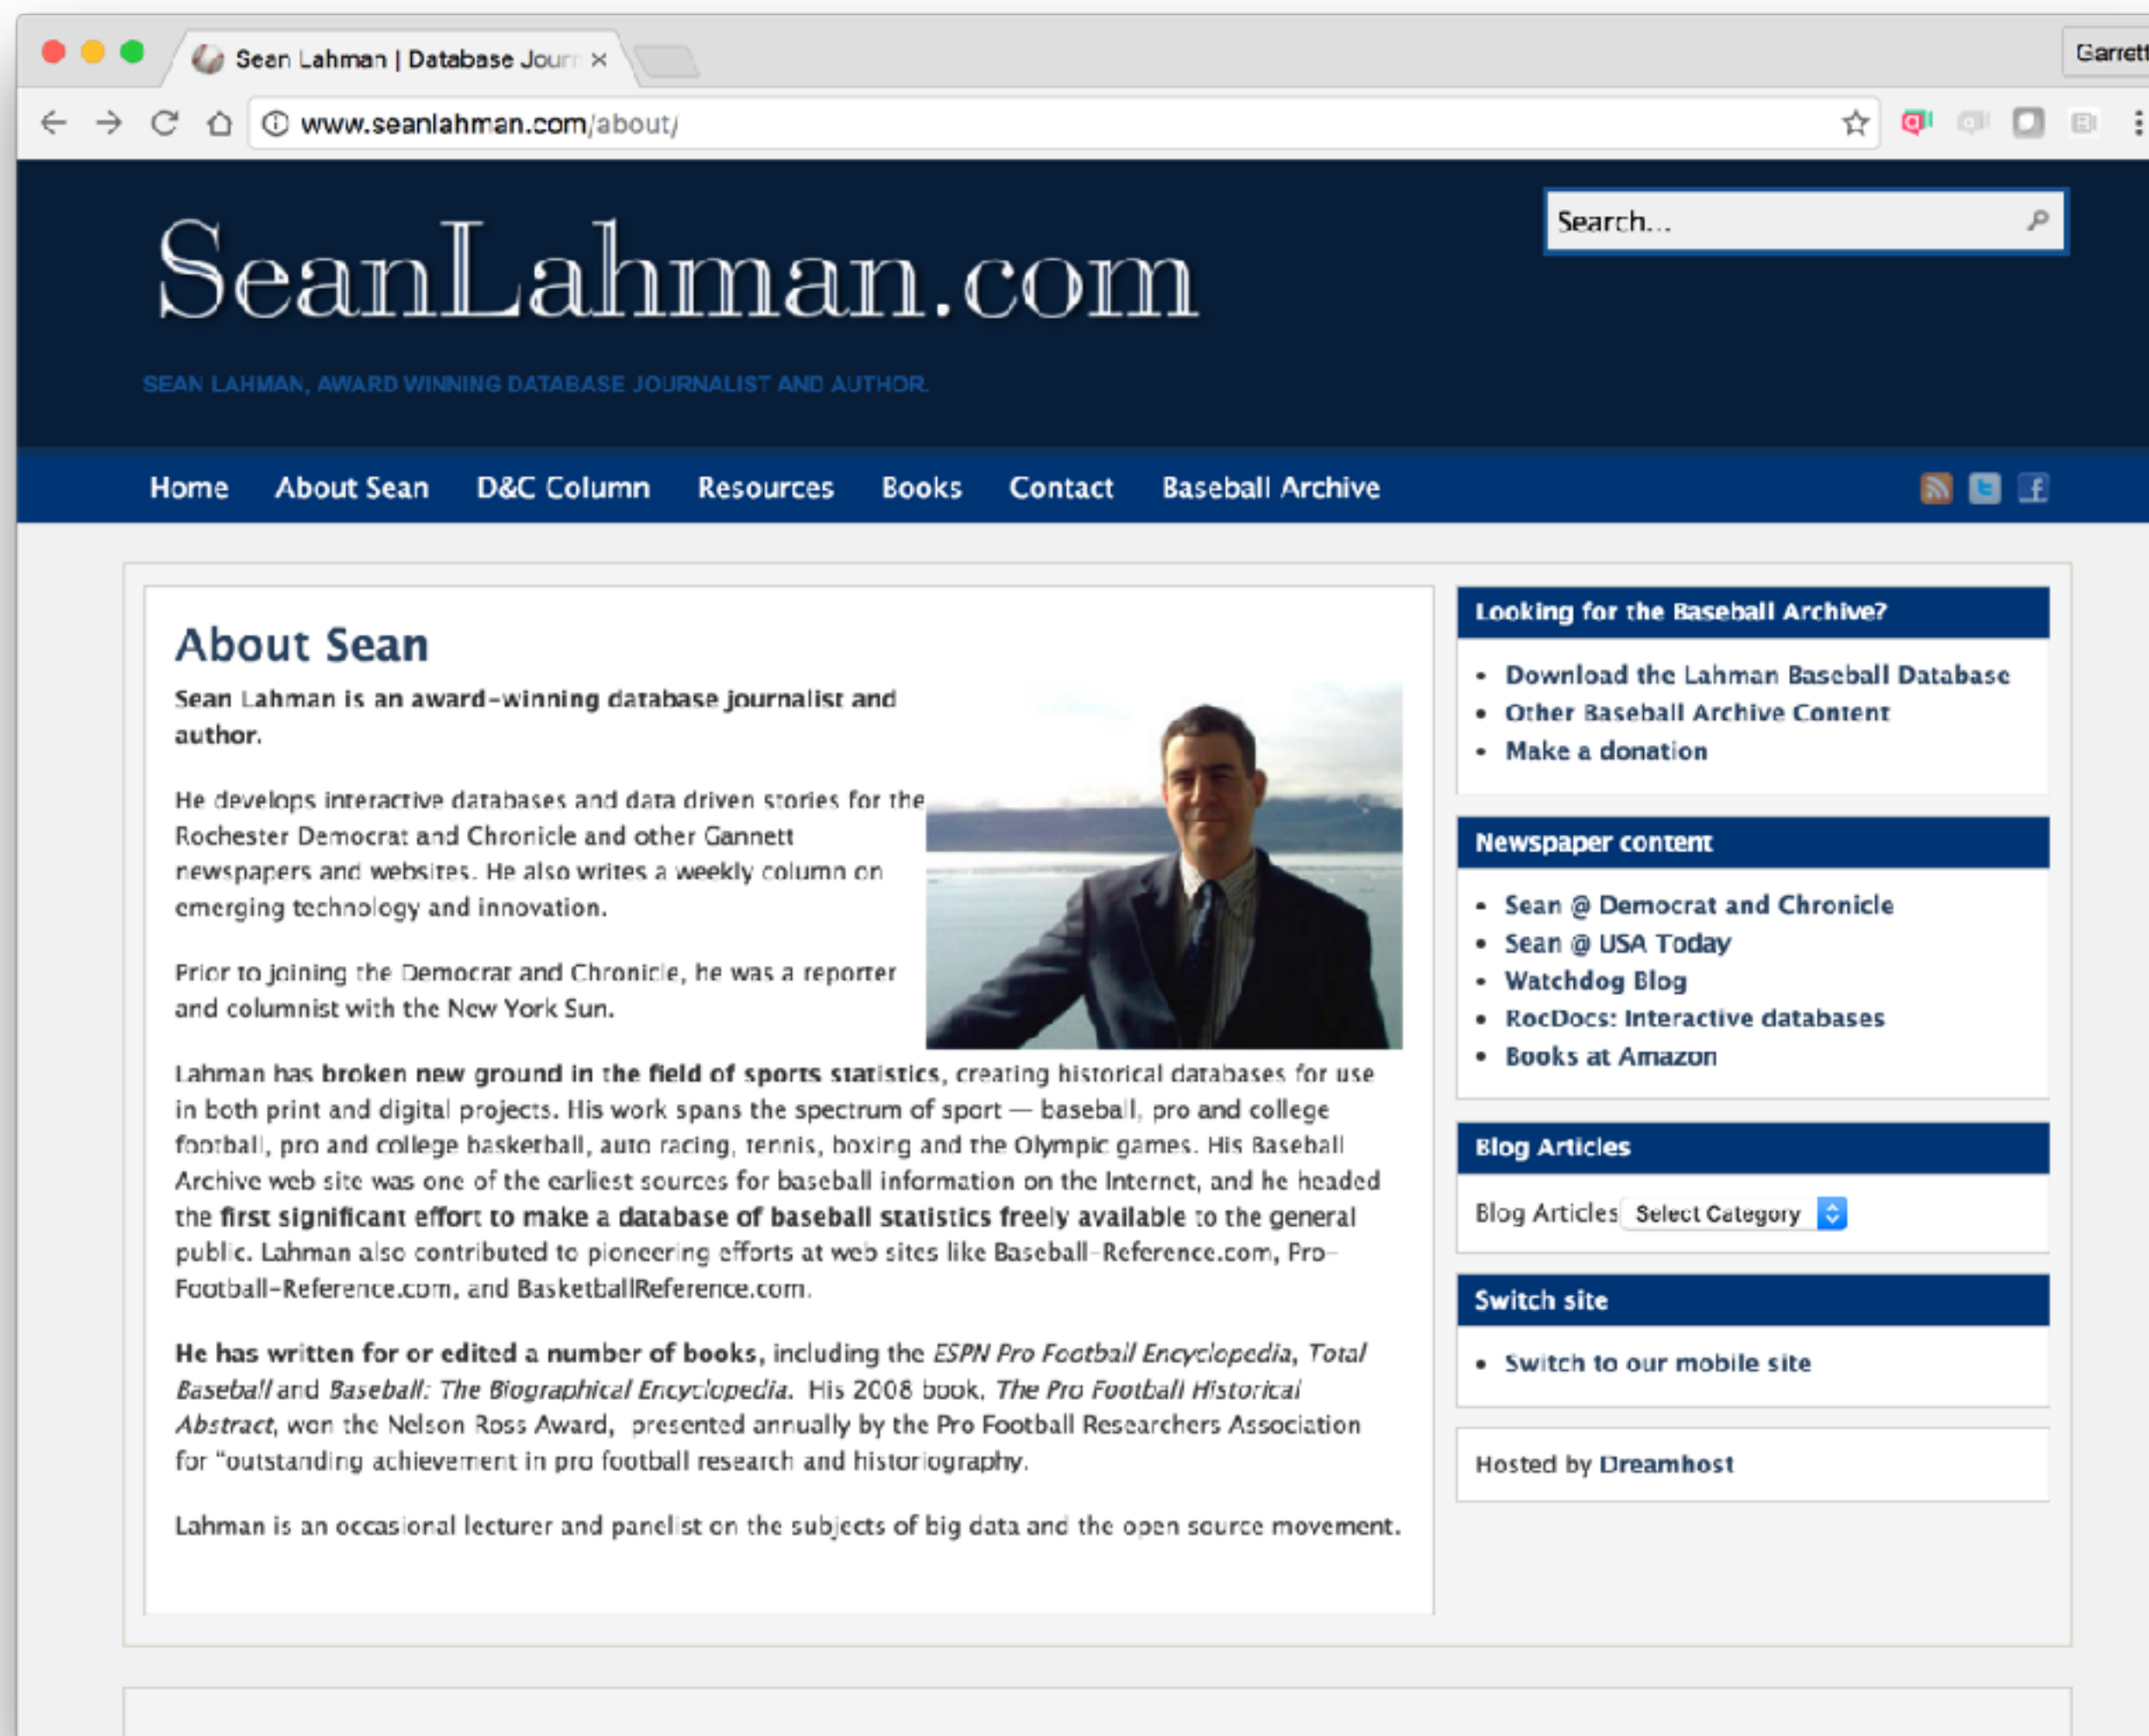 Sean Lahman | Database Journ
Garrett
www.seanlahman.com/about/
SeanLahman.com
Search...
SEAN LAHMAN, AWARD WINNING DATABASE JOURNALIST AND AUTHOR.
Home About Sean D&C Column Resources Books Contact Baseball Archive
About Sean
Sean Lahman is an award-winning database journalist and
author.
He develops interactive databases and data driven stories for the
Rochester Democrat and Chronicle and other Gannett
newspapers and websites. He also writes a weekly column on
emerging technology and innovation.
Prior to joining the Democrat and Chronicle, he was a reporter
and columnist with the New York Sun.
Lahman has broken new ground in the field of sports statistics, creating historical databases for use
in both print and digital projects. His work spans the spectrum of sport — baseball, pro and college
football, pro and college basketball, auto racing, tennis, boxing and the Olympic games. His Baseball
Archive web site was one of the earliest sources for baseball information on the Internet, and he headed
the first significant effort to make a database of baseball statistics freely available to the general
public. Lahman also contributed to pioneering efforts at web sites like Baseball-Reference.com, Pro-
Football-Reference.com, and BasketballReference.com.
He has written for or edited a number of books, including the ESPN Pro Football Encyclopedia, Total
Baseball and Baseball: The Biographical Encyclopedia. His 2008 book, The Pro Football Historical
Abstract, won the Nelson Ross Award, presented annually by the Pro Football Researchers Association
for “outstanding achievement in pro football research and historiography.
Lahman is an occasional lecturer and panelist on the subjects of big data and the open source movement.
Looking for the Baseball Archive?
• Download the Lahman Baseball Database
• Other Baseball Archive Content
• Make a donation
Newspaper content
• Sean @ Democrat and Chronicle
• Sean @ USA Today
• Watchdog Blog
• RocDocs: Interactive databases
• Books at Amazon
Blog Articles
Blog Articles Select Category
Switch site
• Switch to our mobile site
Hosted by Dreamhost